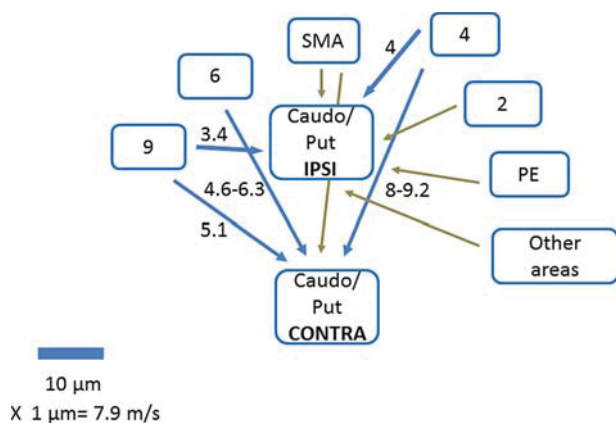 SMA
4
4
6
Caudo/
Put
IPSI
2
9
3.4
PE
4.6-6.3
8-9.2
5.1
Other
areas
Caudo/
Put
CONTRA
10 µm
X 1 µm= 7.9 m/s